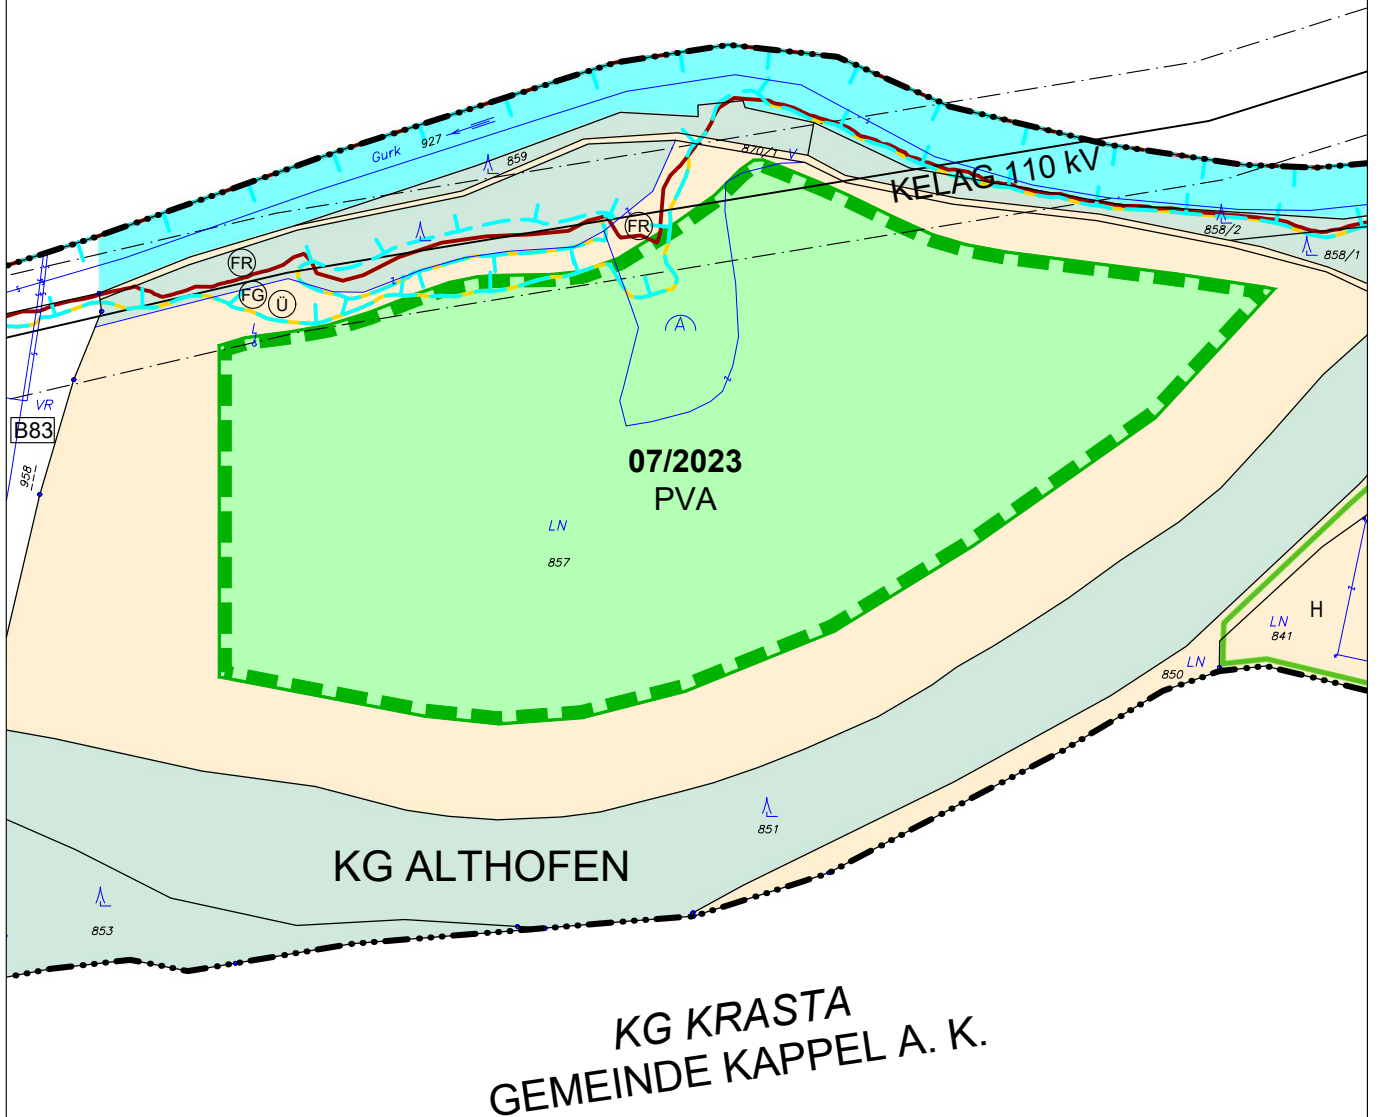 Gurk
927
859
870/1
V
KELAG 110 kV
FR
858/2
858/1
FR
FG
Ü
A
VR
B83
958
07/2023
PVA
LN
857
H
LN
841
LN
850
851
KG ALTHOFEN
853
KG KRASTA
GEMEINDE KAPPEL A. K.